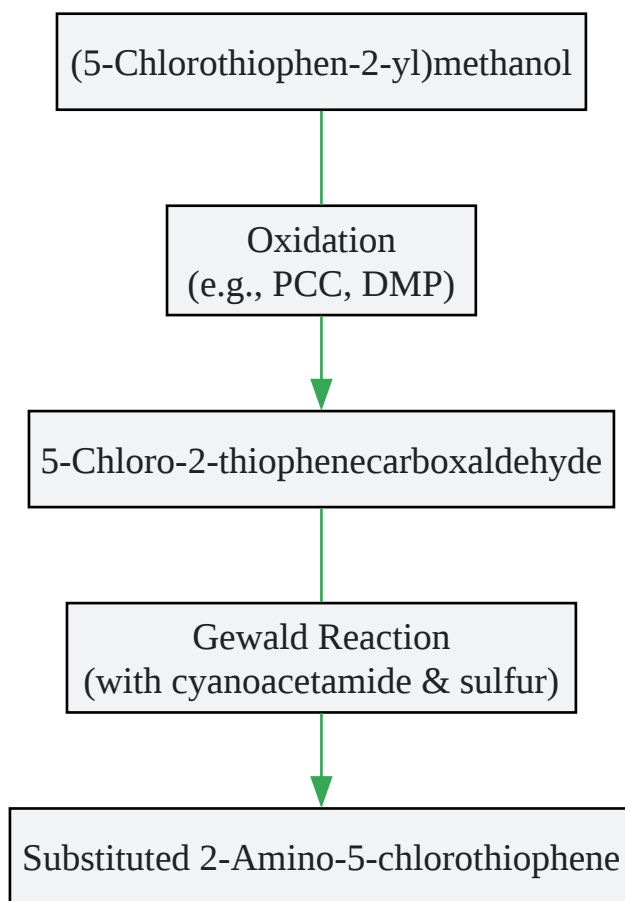 (5-Chlorothiophen-2-yl)methanol
Oxidation
(e.g., PCC, DMP)
5-Chloro-2-thiophenecarboxaldehyde
Gewald Reaction
(with cyanoacetamide & sulfur)
Substituted 2-Amino-5-chlorothiophene